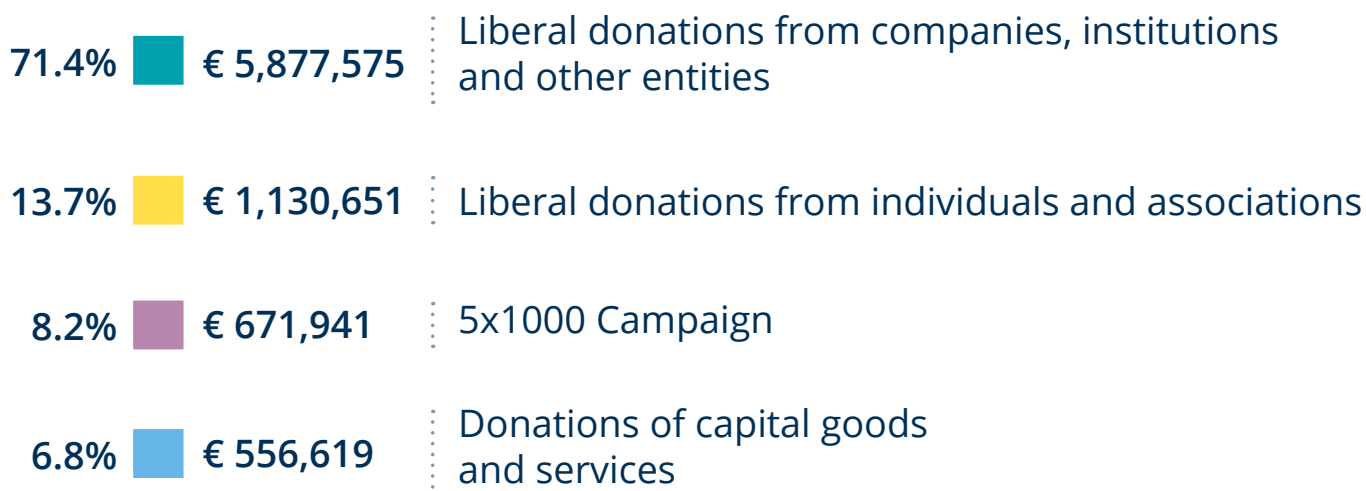 71.4% € 5,877,575 Liberal donations from companies, institutions
and other entities
13.7% € 1,130,651 Liberal donations from individuals and associations
8.2% € 671,941 5x1000 Campaign
6.8% € 556,619 Donations of capital goods
and services